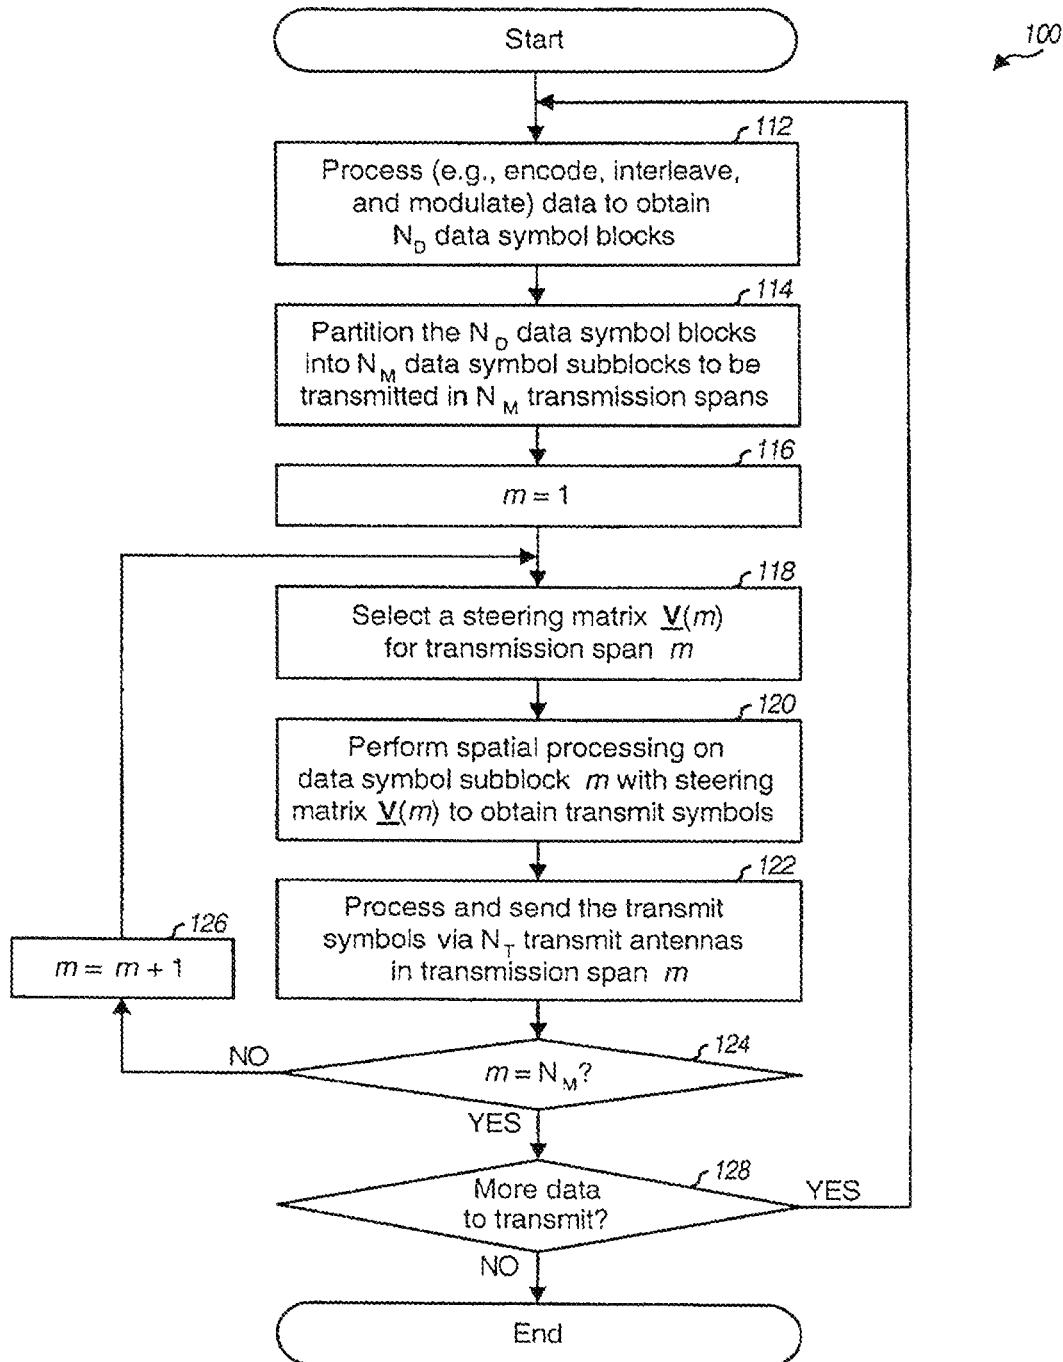 Start
100
112
Process (e.g., encode, interleave,
and modulate) data to obtain
N_D data symbol blocks
114
Partition the N_D data symbol blocks
into N_M data symbol subblocks to be
transmitted in N_M transmission spans
116
m = 1
118
Select a steering matrix V(m)
for transmission span m
120
Perform spatial processing on
data symbol subblock m with steering
matrix V(m) to obtain transmit symbols
122
Process and send the transmit
symbols via N_T transmit antennas
in transmission span m
126
m = m + 1
124
NO
m = N_M?
YES
128
More data
to transmit?
YES
NO
End